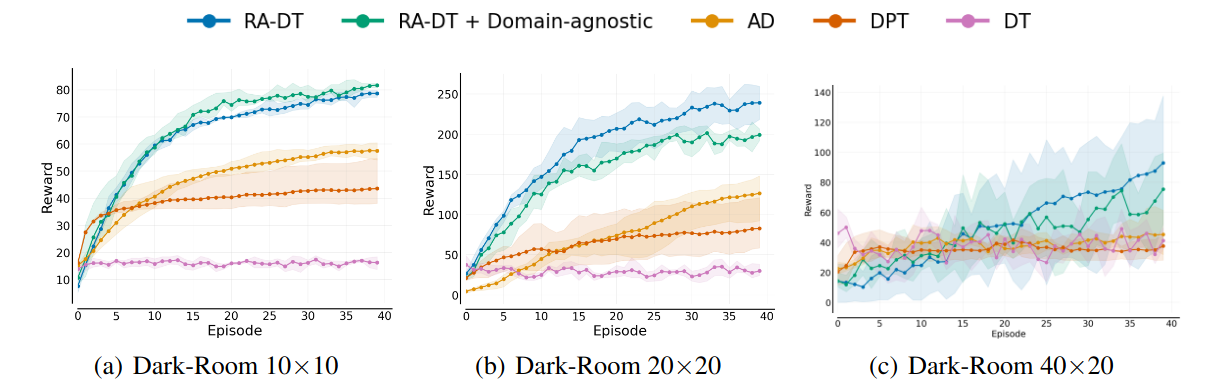 RA-DT RA-DT + Domain-agnostic AD DPT DT
Reward
80
70
60
50
40
30
20
10
0 5 10 15 20 25 30 35 40
Episode
(a) Dark-Room 10×10
Reward
250
200
150
100
50
0
0 5 10 15 20 25 30 35 40
Episode
(b) Dark-Room 20×20
Reward
140
120
100
80
60
40
20
0
0 5 10 15 20 25 30 35 40
Episode
(c) Dark-Room 40×20